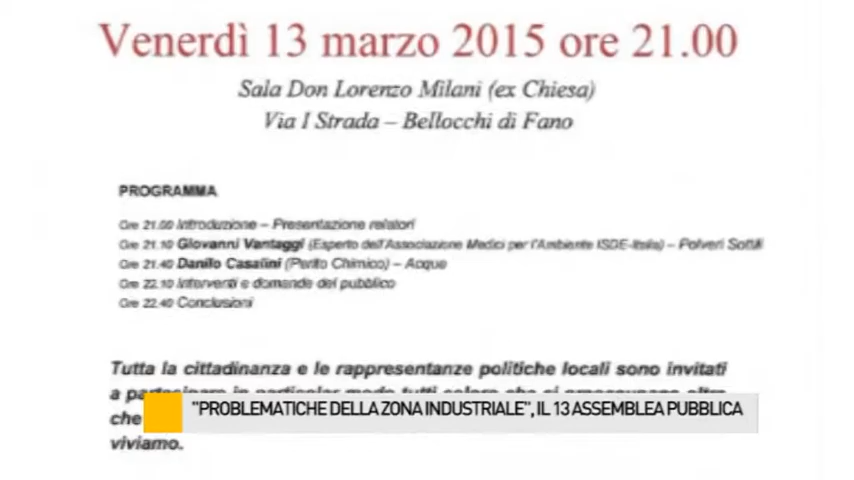 Venerdì 13 marzo 2015 ore 21.00
Sala Don Lorenzo Milani (ex Chiesa)
Via I Strada – Bellocchi di Fano
PROGRAMMA
Ore 21.00 Introduzione – Presentazione relatori
Ore 21.10 Giovanni Vantaggi (Esperto dell'Associazione Medici per l'Ambiente ISDE-Italia) – Polveri Sottili
Ore 21.40 Danilo Casalini (Perito Chimico) – Acque
Ore 22.10 Interventi e domande del pubblico
Ore 22.40 Conclusioni
Tutta la cittadinanza e le rappresentanze politiche locali sono invitati
a
che
"PROBLEMATICHE DELLA ZONA INDUSTRIALE", IL 13 ASSEMBLEA PUBBLICA
viviamo.